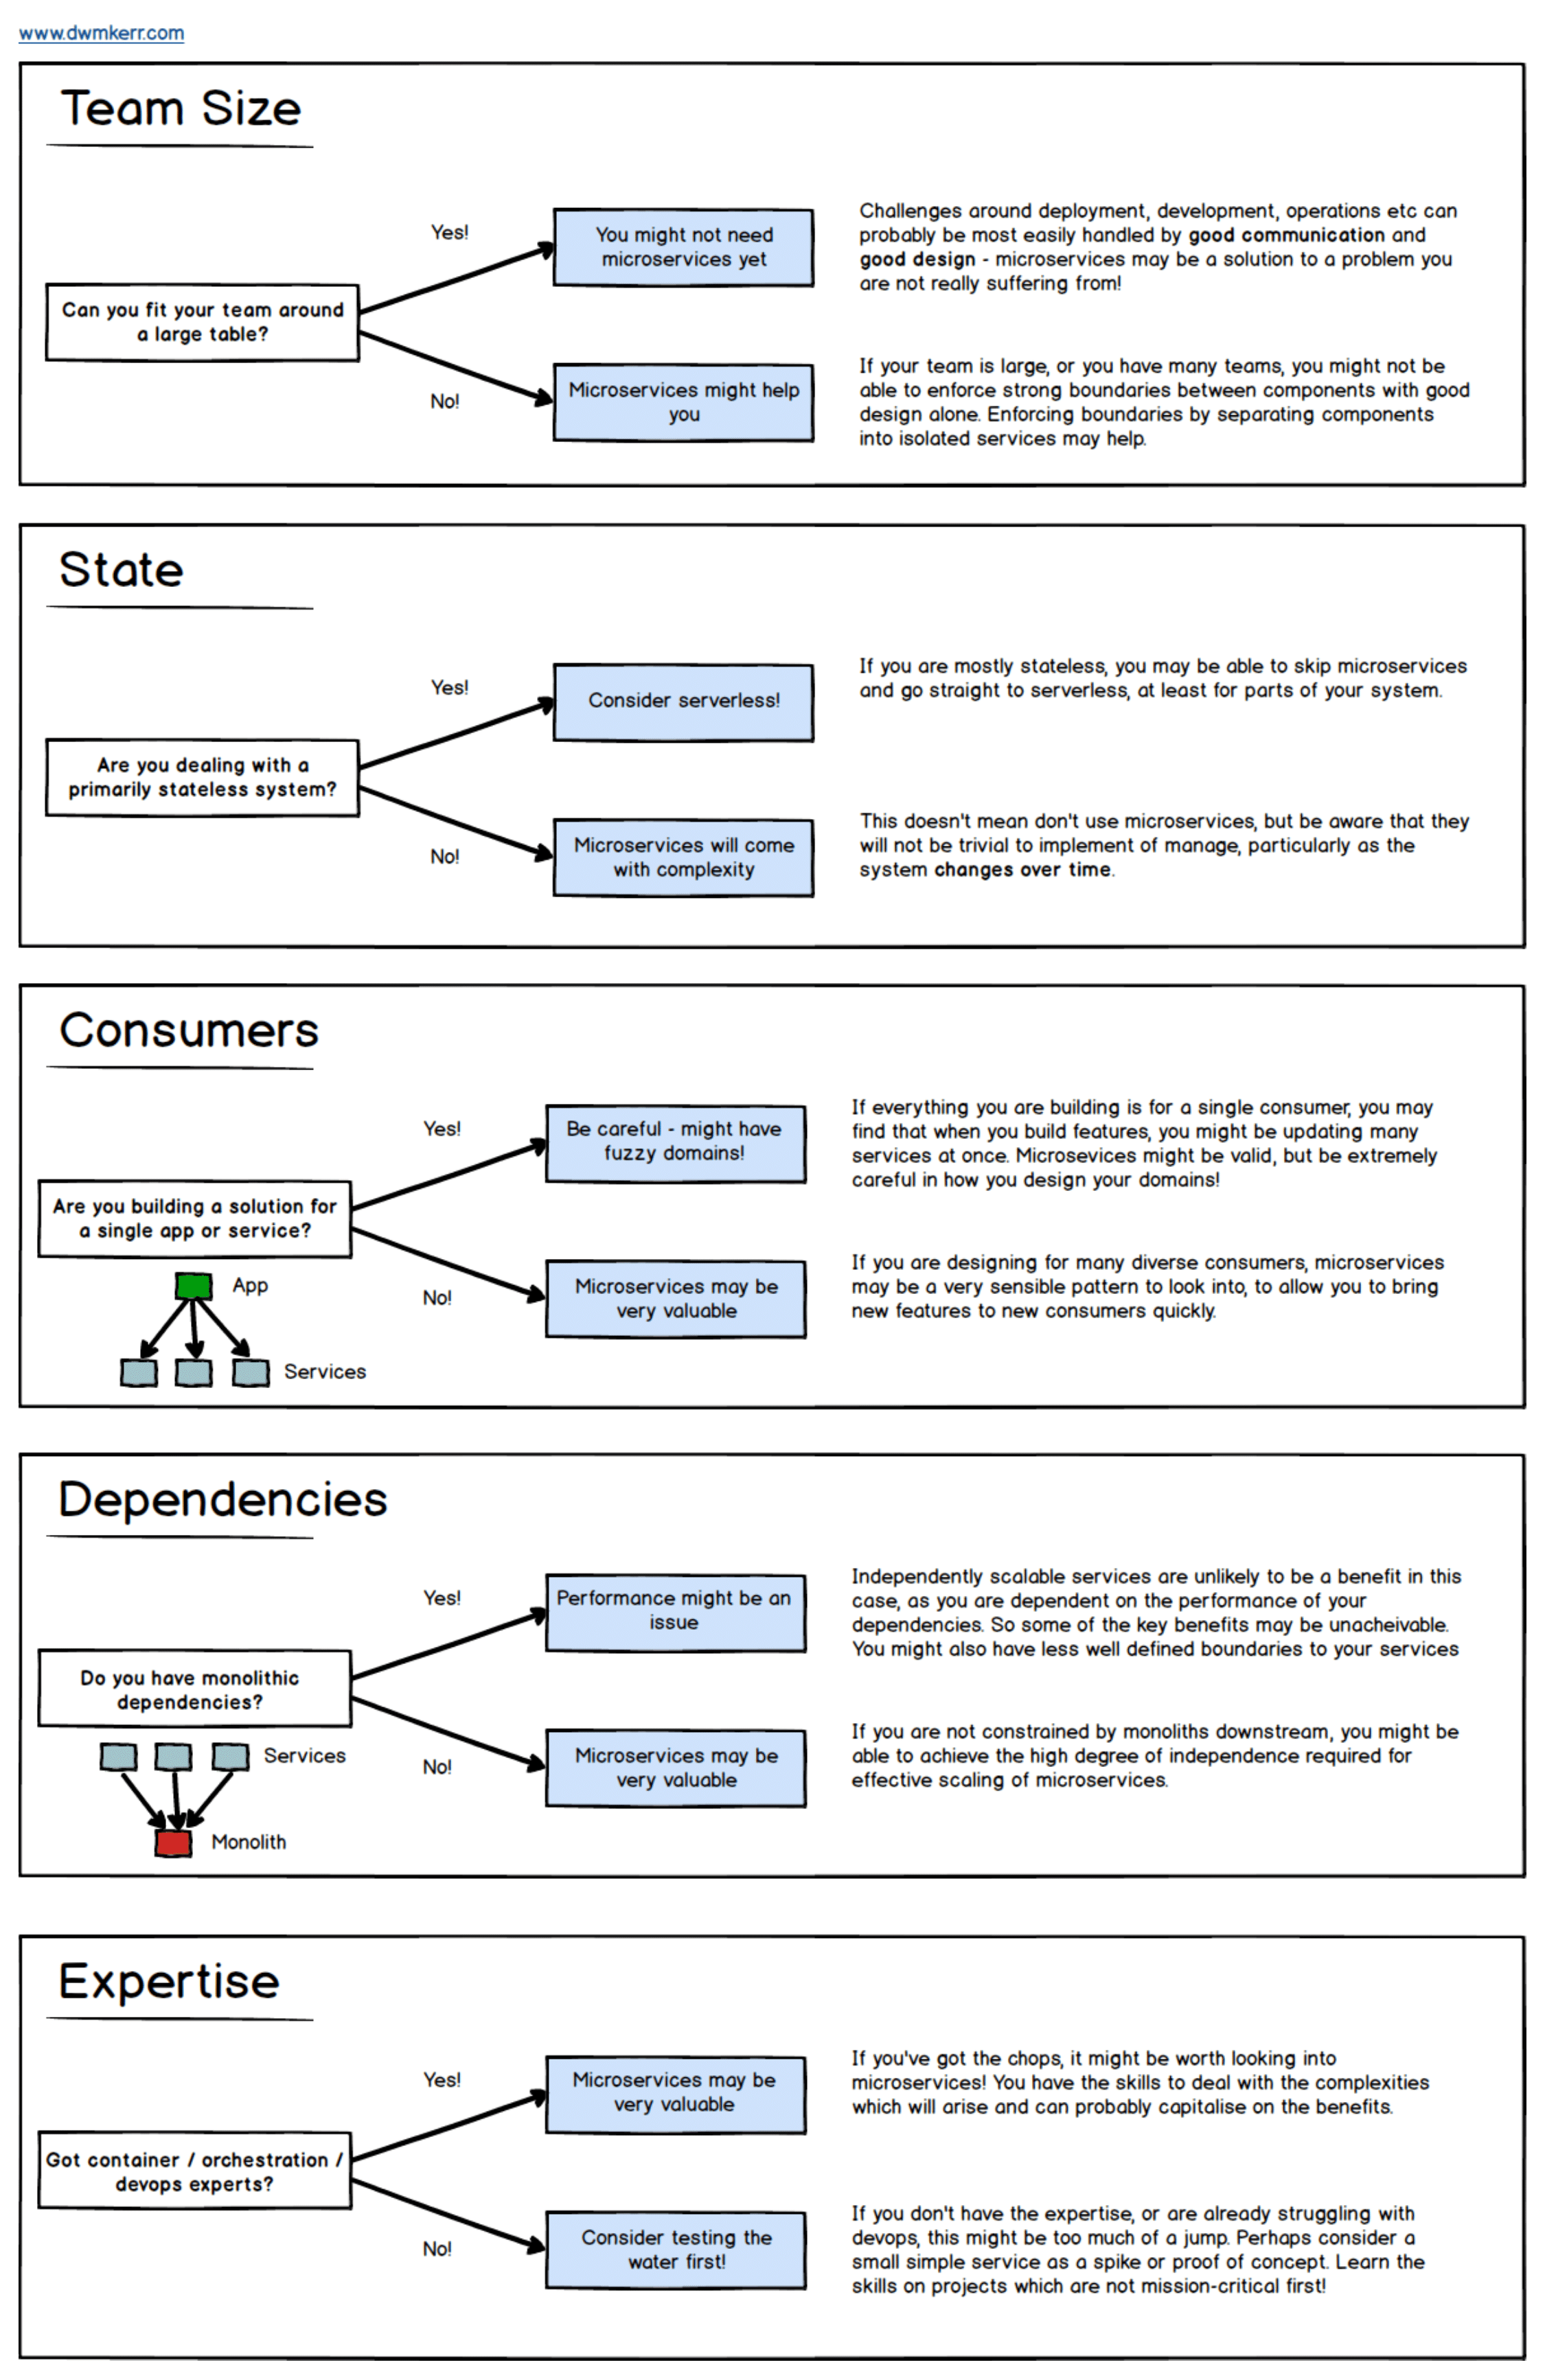 www.dwmkerr.com
Team Size
Can you fit your team around
a large table?
Yes!
You might not need
microservices yet
Challenges around deployment, development, operations etc can
probably be most easily handled by good communication and
good design - microservices may be a solution to a problem you
are not really suffering from!
No!
Microservices might help
you
If your team is large, or you have many teams, you might not be
able to enforce strong boundaries between components with good
design alone. Enforcing boundaries by separating components
into isolated services may help.
State
Are you dealing with a
primarily stateless system?
Yes!
Consider serverless!
If you are mostly stateless, you may be able to skip microservices
and go straight to serverless, at least for parts of your system.
No!
Microservices will come
with complexity
This doesn't mean don't use microservices, but be aware that they
will not be trivial to implement of manage, particularly as the
system changes over time.
Consumers
Are you building a solution for
a single app or service?
App
Services
Yes!
Be careful - might have
fuzzy domains!
If everything you are building is for a single consumer, you may
find that when you build features, you might be updating many
services at once. Microsevices might be valid, but be extremely
careful in how you design your domains!
No!
Microservices may be
very valuable
If you are designing for many diverse consumers, microservices
may be a very sensible pattern to look into, to allow you to bring
new features to new consumers quickly.
Dependencies
Do you have monolithic
dependencies?
Services
Monolith
Yes!
Performance might be an
issue
Independently scalable services are unlikely to be a benefit in this
case, as you are dependent on the performance of your
dependencies. So some of the key benefits may be unacheivable.
You might also have less well defined boundaries to your services
No!
Microservices may be
very valuable
If you are not constrained by monoliths downstream, you might be
able to achieve the high degree of independence required for
effective scaling of microservices.
Expertise
Got container / orchestration /
devops experts?
Yes!
Microservices may be
very valuable
If you've got the chops, it might be worth looking into
microservices! You have the skills to deal with the complexities
which will arise and can probably capitalise on the benefits.
No!
Consider testing the
water first!
If you don't have the expertise, or are already struggling with
devops, this might be too much of a jump. Perhaps consider a
small simple service as a spike or proof of concept. Learn the
skills on projects which are not mission-critical first!